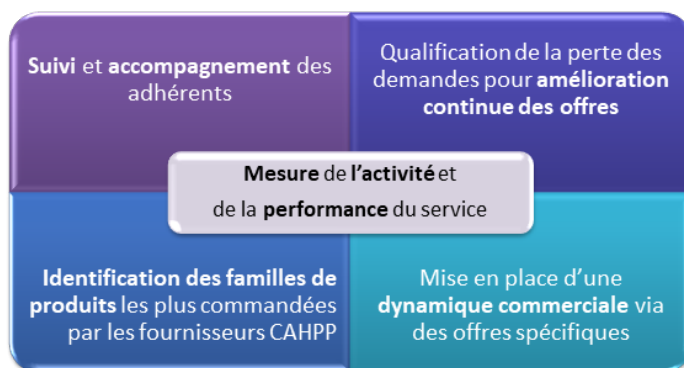 Suivi et accompagnement des
adhérents
Qualification de la perte des
demandes pour amélioration
continue des offres
Mesure de l'activité et
de la performance du service
Identification des familles de
produits les plus commandées
par les fournisseurs CAHPP
Mise en place d'une
dynamique commerciale via
des offres spécifiques